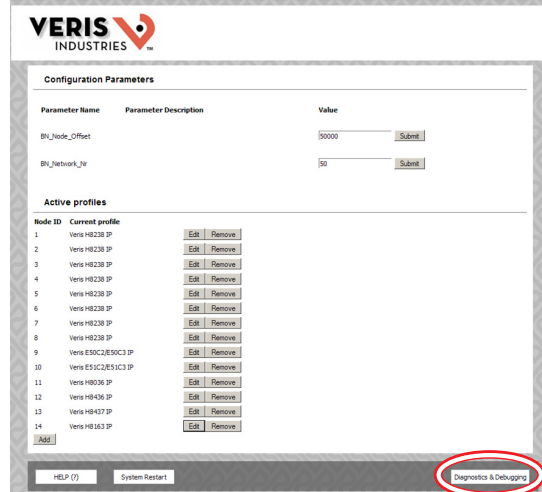 VERIS
INDUSTRIES ™
Configuration Parameters
Parameter Name Parameter Description Value
BN_Node_Offset 50000 Submit
BN_Network_Nr 50 Submit
Active profiles
Node ID Current profile
1 Veris H8238 IP Edit Remove
2 Veris H8238 IP Edit Remove
3 Veris H8238 IP Edit Remove
4 Veris H8238 IP Edit Remove
5 Veris H8238 IP Edit Remove
6 Veris H8238 IP Edit Remove
7 Veris H8238 IP Edit Remove
8 Veris H8238 IP Edit Remove
9 Veris E50C2/E50C3 IP Edit Remove
10 Veris E51C2/E51C3 IP Edit Remove
11 Veris H8036 IP Edit Remove
12 Veris H8436 IP Edit Remove
13 Veris H8437 IP Edit Remove
14 Veris H8163 IP Edit Remove
Add
HELP (?) System Restart Diagnostics & Debugging